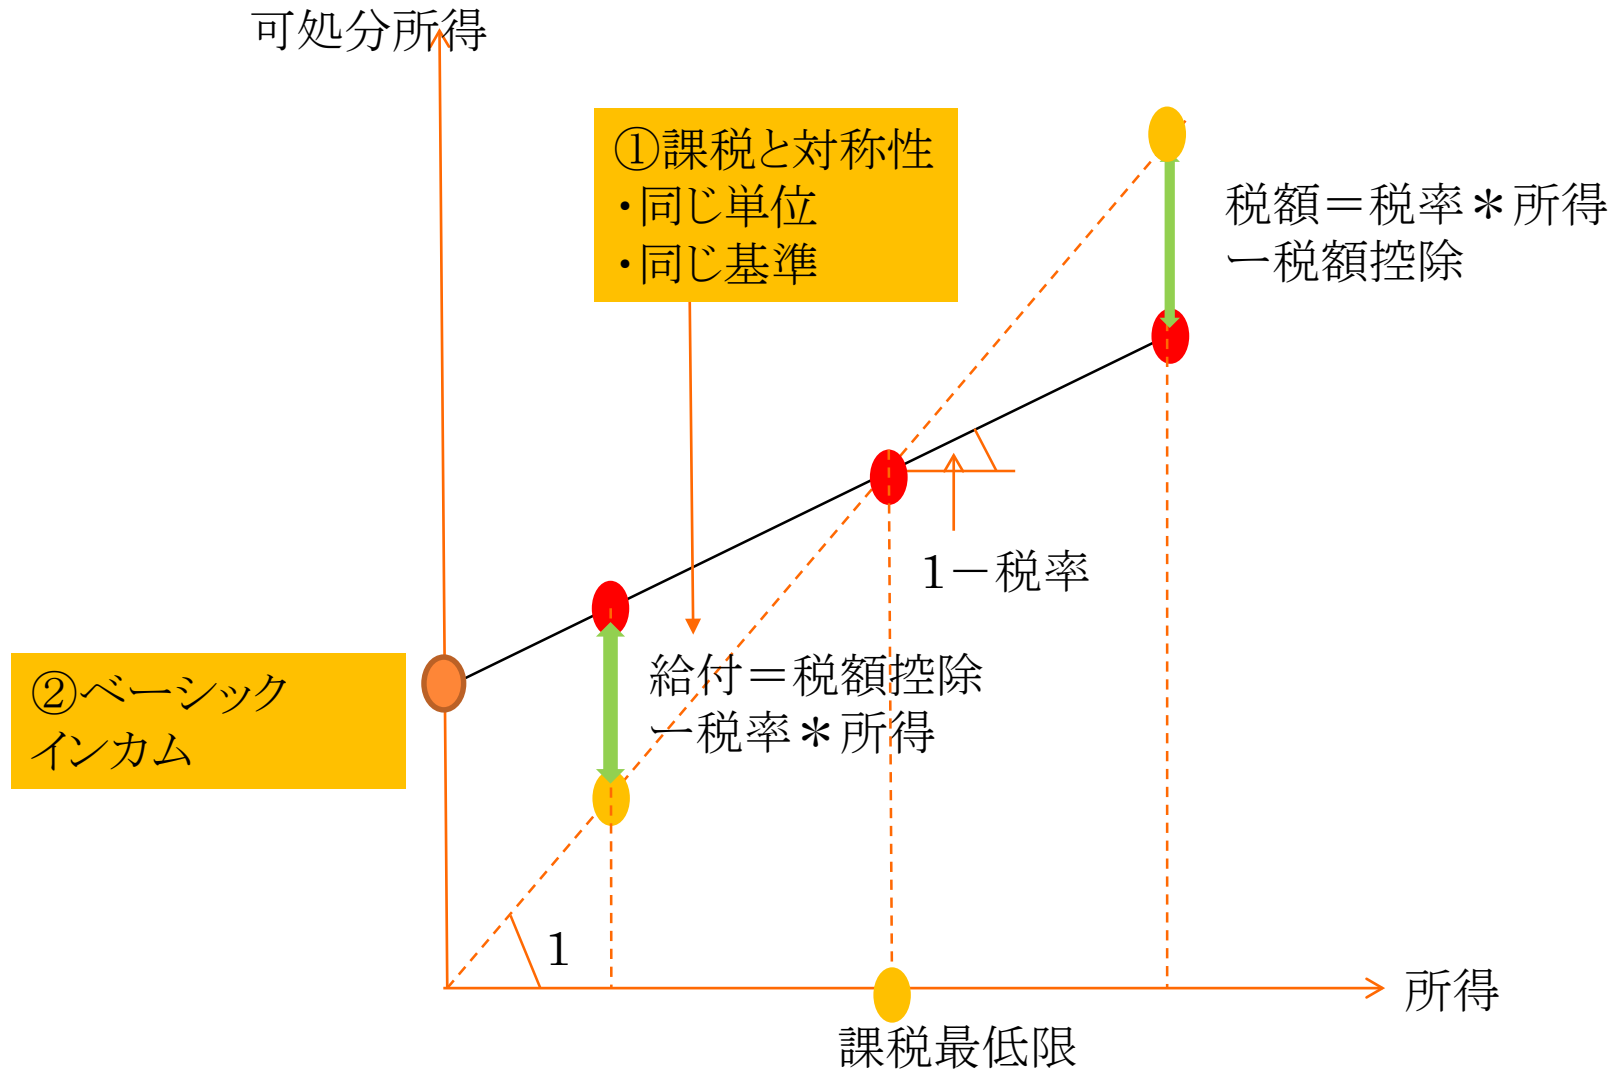 可処分所得
①課税と対称性
・同じ単位
・同じ基準
税額＝税率＊所得
ー税額控除
1－税率
給付＝税額控除
ー税率＊所得
②ベーシック
インカム
1
所得
課税最低限